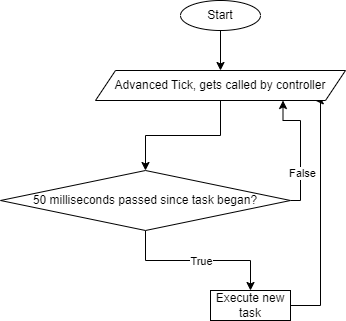 Start
Advanced Tick, gets called by controller
50 milliseconds passed since task began?
False
True
Execute new
task